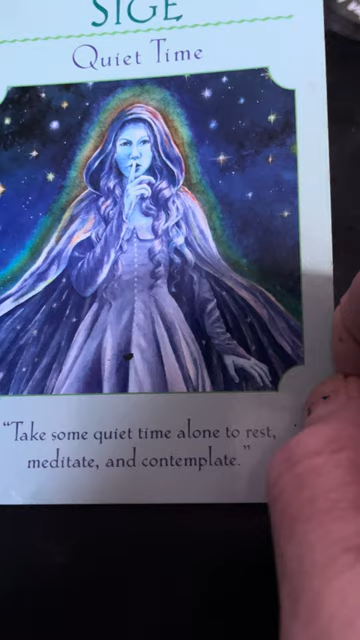 SIGE
Quiet Time
"Take some quiet time alone to rest,
meditate, and contemplate."